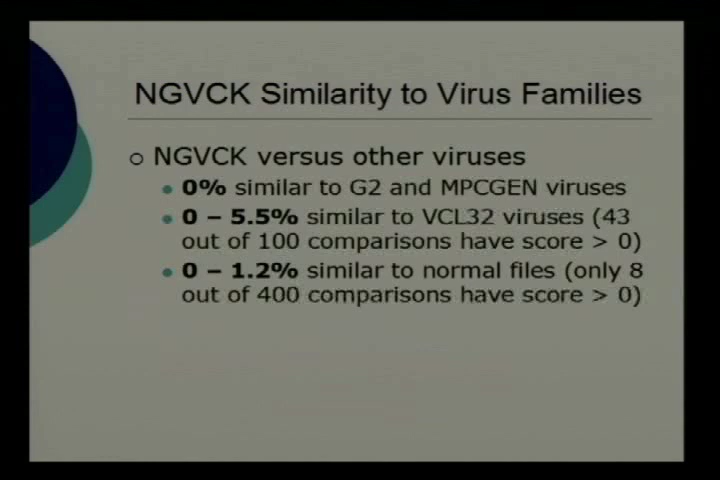 NGVCK Similarity to Virus Families
NGVCK versus other viruses
0% similar to G2 and MPCGEN viruses
0 – 5.5% similar to VCL32 viruses (43
out of 100 comparisons have score > 0)
0 – 1.2% similar to normal files (only 8
out of 400 comparisons have score > 0)